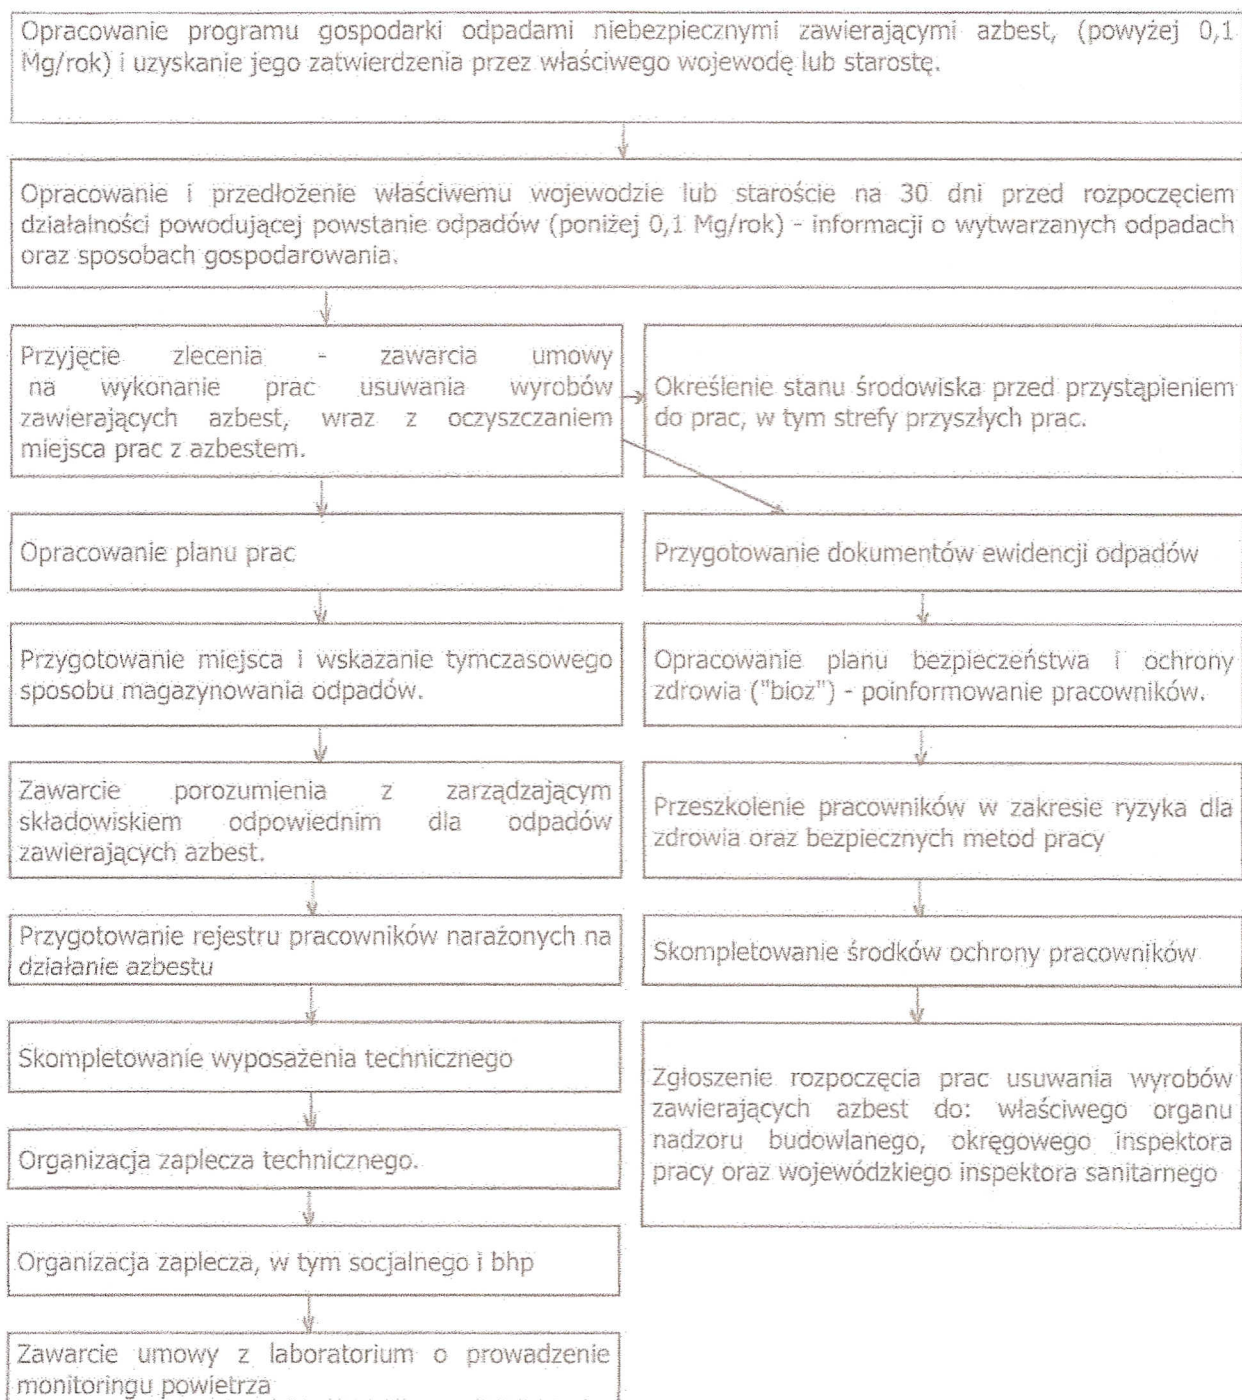 Opracowanie programu gospodarki odpadami niebezpiecznymi zawierającymi azbest, (powyżej 0,1
Mg/rok) i uzyskanie jego zatwierdzenia przez właściwego wojewodę lub starostę.
Opracowanie i przedłożenie właściwemu wojewodzie lub staroście na 30 dni przed rozpoczęciem
działalności powodującej powstanie odpadów (poniżej 0,1 Mg/rok) - informacji o wytwarzanych odpadach
oraz sposobach gospodarowania.
Przyjęcie zlecenia - zawarcia umowy
na wykonanie prac usuwania wyrobów
zawierających azbest, wraz z oczyszczaniem
miejsca prac z azbestem.
Określenie stanu środowiska przed przystąpieniem
do prac, w tym strefy przyszłych prac.
Opracowanie planu prac
Przygotowanie dokumentów ewidencji odpadów
Przygotowanie miejsca i wskazanie tymczasowego
sposobu magazynowania odpadów.
Opracowanie planu bezpieczeństwa i ochrony
zdrowia ("bioz") - poinformowanie pracowników.
Zawarcie porozumienia z zarządzającym
składowiskiem odpowiednim dla odpadów
zawierających azbest.
Przeszkolenie pracowników w zakresie ryzyka dla
zdrowia oraz bezpiecznych metod pracy
Przygotowanie rejestru pracowników narażonych na
działanie azbestu
Skompletowanie środków ochrony pracowników
Skompletowanie wyposażenia technicznego
Zgłoszenie rozpoczęcia prac usuwania wyrobów
zawierających azbest do: właściwego organu
nadzoru budowlanego, okręgowego inspektora
pracy oraz wojewódzkiego inspektora sanitarnego
Organizacja zaplecza technicznego.
Organizacja zaplecza, w tym socjalnego i bhp
Zawarcie umowy z laboratorium o prowadzenie
monitoringu powietrza